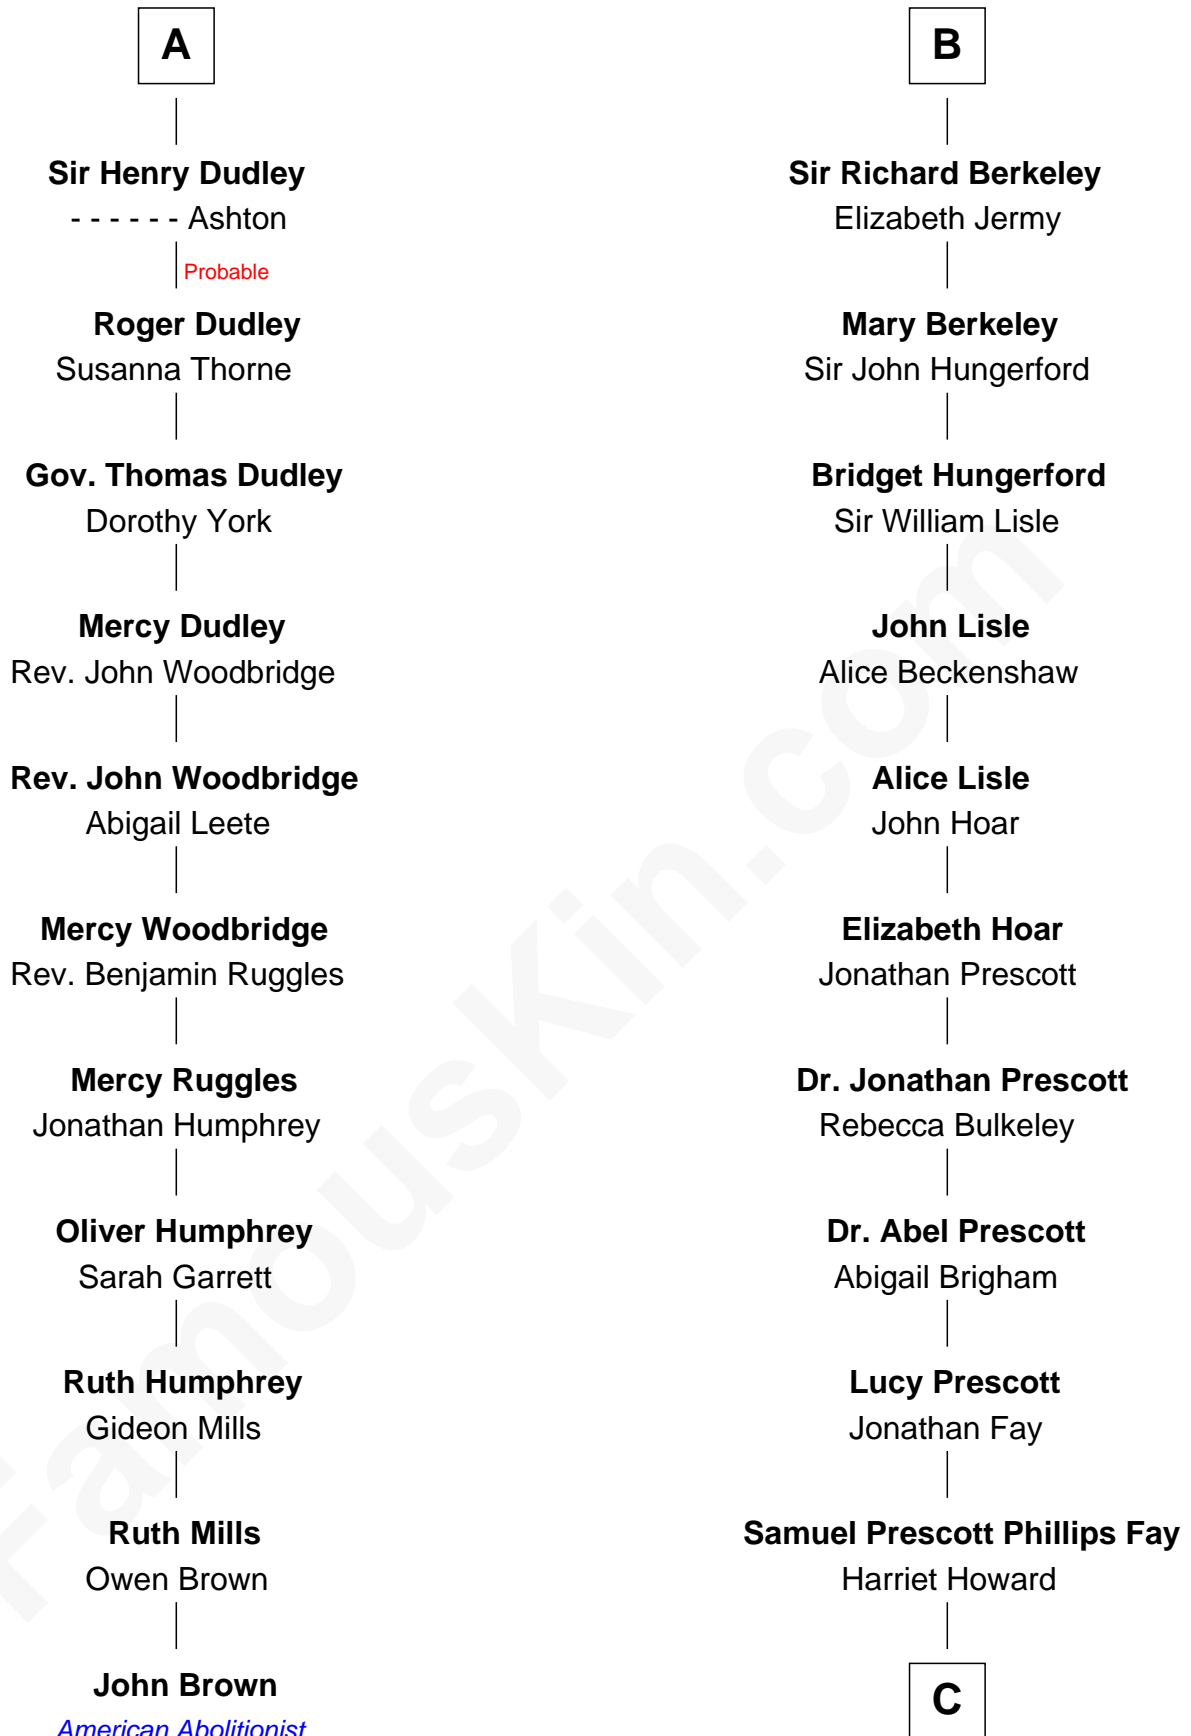 A
Sir Henry Dudley
- - - - - - Ashton
Probable
Roger Dudley
Susanna Thorne
Gov. Thomas Dudley
Dorothy York
Mercy Dudley
Rev. John Woodbridge
Rev. John Woodbridge
Abigail Leete
Mercy Woodbridge
Rev. Benjamin Ruggles
Mercy Ruggles
Jonathan Humphrey
Oliver Humphrey
Sarah Garrett
Ruth Humphrey
Gideon Mills
Ruth Mills
Owen Brown
John Brown
American Abolitionist
B
Sir Richard Berkeley
Elizabeth Jermy
Mary Berkeley
Sir John Hungerford
Bridget Hungerford
Sir William Lisle
John Lisle
Alice Beckenshaw
Alice Lisle
John Hoar
Elizabeth Hoar
Jonathan Prescott
Dr. Jonathan Prescott
Rebecca Bulkeley
Dr. Abel Prescott
Abigail Brigham
Lucy Prescott
Jonathan Fay
Samuel Prescott Phillips Fay
Harriet Howard
C
FamousKin.com